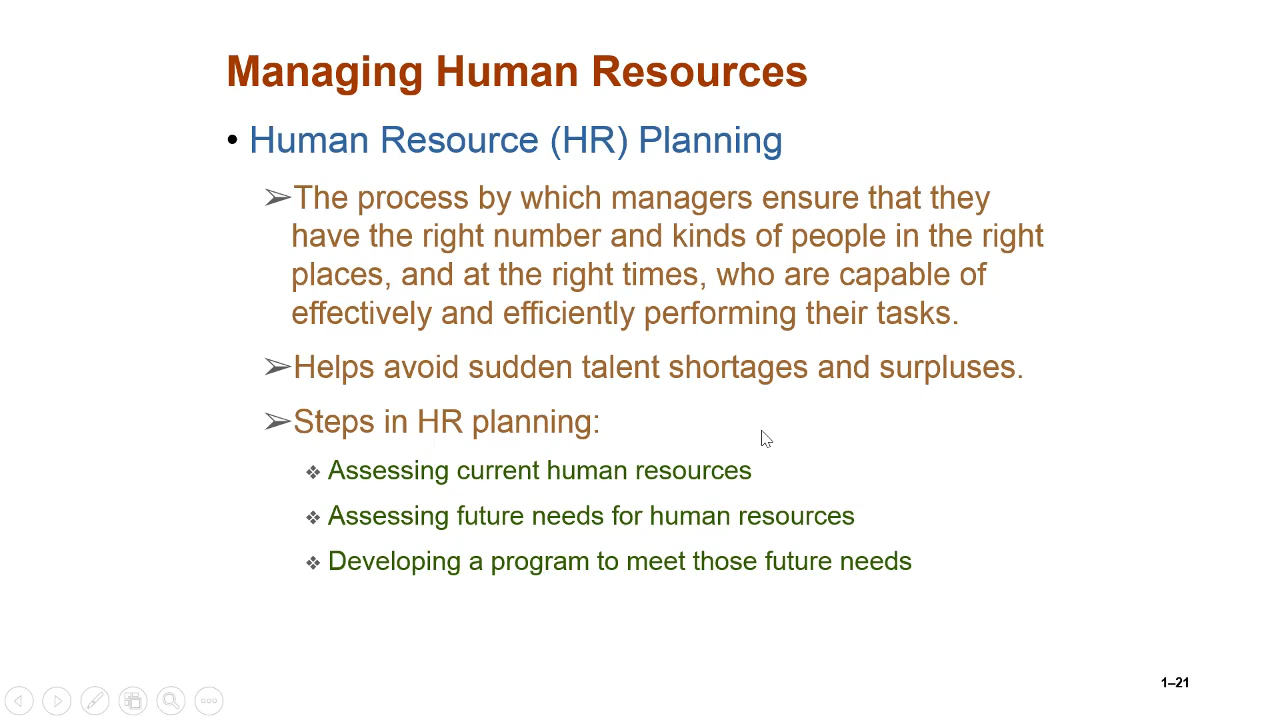 Managing Human Resources
• Human Resource (HR) Planning
➢The process by which managers ensure that they
have the right number and kinds of people in the right
places, and at the right times, who are capable of
effectively and efficiently performing their tasks.
➢Helps avoid sudden talent shortages and surpluses.
➢Steps in HR planning:
❖ Assessing current human resources
❖ Assessing future needs for human resources
❖ Developing a program to meet those future needs
1–21